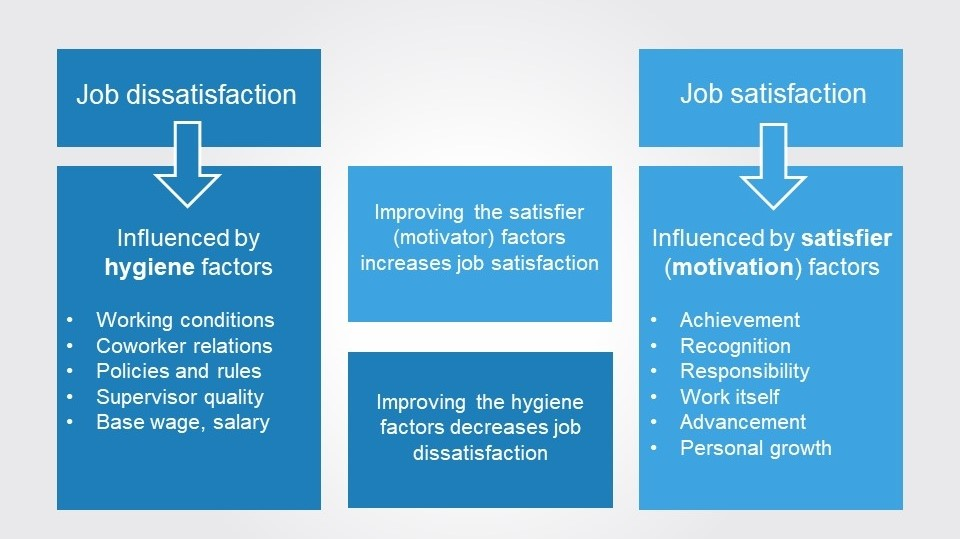 Job dissatisfaction
Influenced by
hygiene factors
• Working conditions
• Coworker relations
• Policies and rules
• Supervisor quality
• Base wage, salary
Improving the satisfier
(motivator) factors
increases job satisfaction
Improving the hygiene
factors decreases job
dissatisfaction
Job satisfaction
Influenced by satisfier
(motivation) factors
• Achievement
• Recognition
• Responsibility
• Work itself
• Advancement
• Personal growth